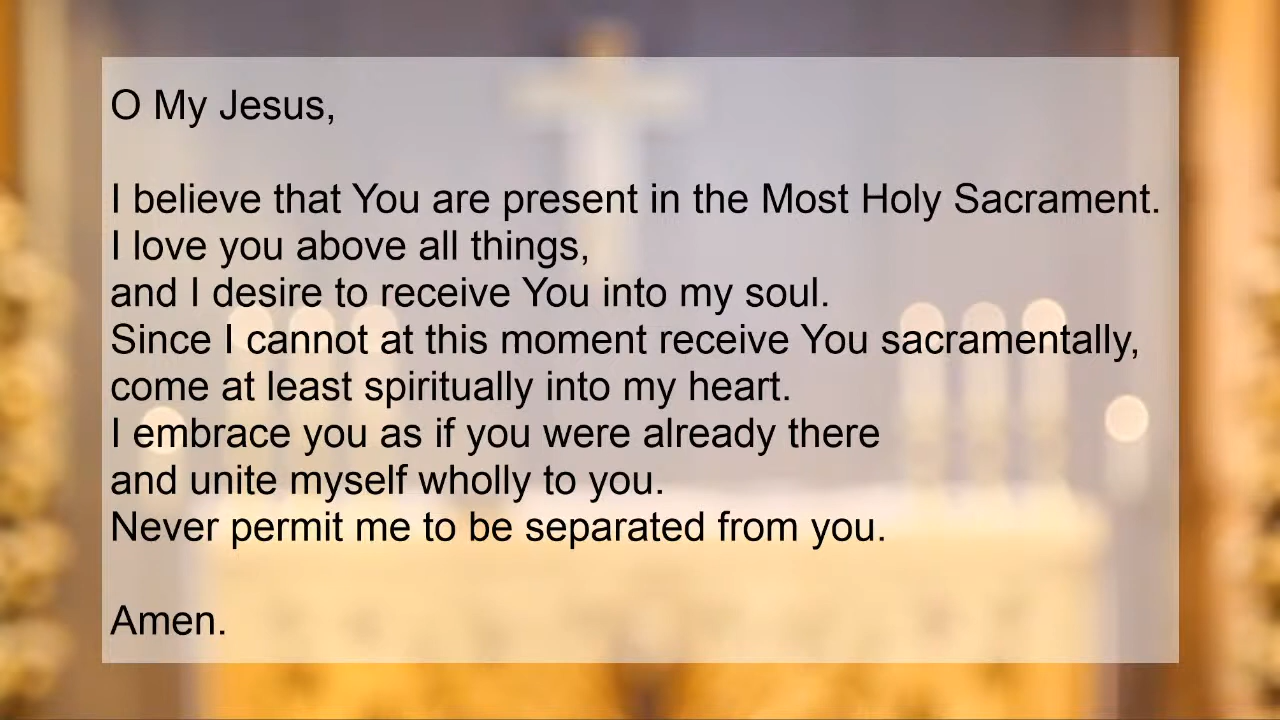 O My Jesus,
I believe that You are present in the Most Holy Sacrament.
I love you above all things,
and I desire to receive You into my soul.
Since I cannot at this moment receive You sacramentally,
come at least spiritually into my heart.
I embrace you as if you were already there
and unite myself wholly to you.
Never permit me to be separated from you.
Amen.